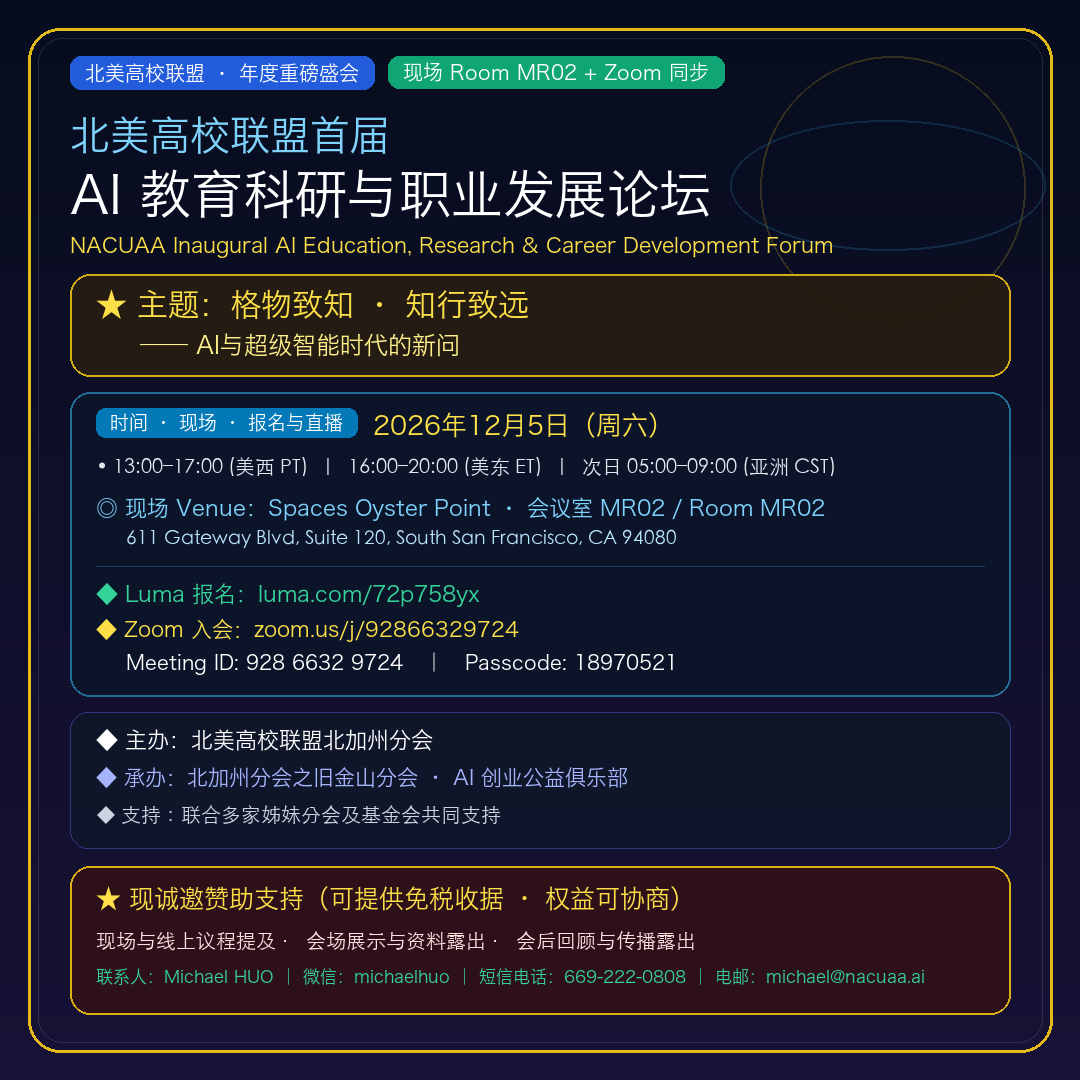 北美高校联盟 · 年度重磅盛会
现场 Room MR02 + Zoom 同步
北美高校联盟首届
AI 教育科研与职业发展论坛
NACUAA Inaugural AI Education, Research & Career Development Forum
★ 主题：格物致知 · 知行致远
—— AI与超级智能时代的新问
时间 · 现场 · 报名与直播 2026年12月5日（周六）
• 13:00–17:00 (美西 PT) | 16:00–20:00 (美东 ET) | 次日 05:00–09:00 (亚洲 CST)
◎ 现场 Venue：Spaces Oyster Point · 会议室 MR02 / Room MR02
611 Gateway Blvd, Suite 120, South San Francisco, CA 94080
◆ Luma 报名：luma.com/72p758yx
◆ Zoom 入会：zoom.us/j/92866329724
Meeting ID: 928 6632 9724 | Passcode: 18970521
◆ 主办：北美高校联盟北加州分会
◆ 承办：北加州分会之旧金山分会 · AI 创业公益俱乐部
◆ 支持：联合多家姊妹分会及基金会共同支持
★ 现诚邀赞助支持（可提供免税收据 · 权益可协商）
现场与线上议程提及 · 会场展示与资料露出 · 会后回顾与传播露出
联系人：Michael HUO | 微信：michaelhuo | 短信电话：669-222-0808 | 电邮：michael@nacuaa.ai